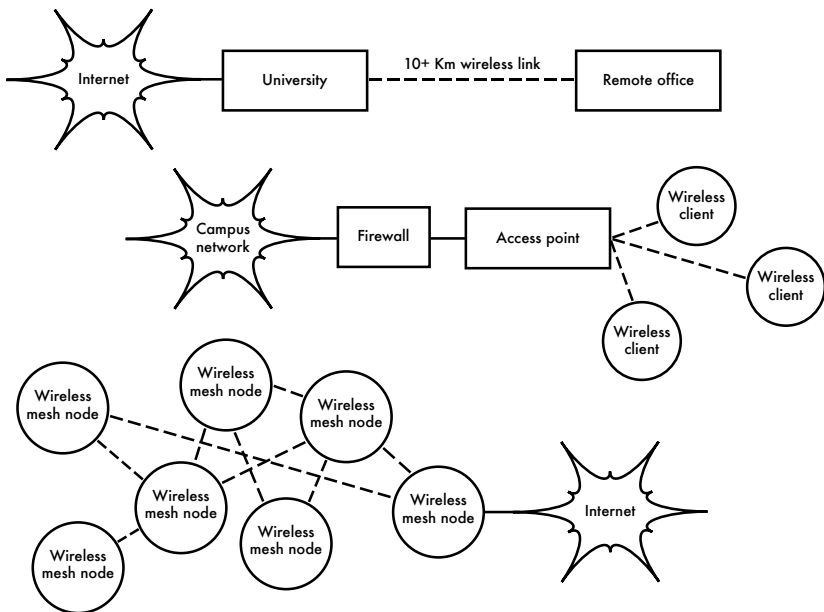 Internet
University
10+ Km wireless link
Remote office
Campus
network
Firewall
Access point
Wireless
client
Wireless
client
Wireless
client
Wireless
mesh node
Wireless
mesh node
Wireless
mesh node
Wireless
mesh node
Wireless
mesh node
Wireless
mesh node
Wireless
mesh node
Internet